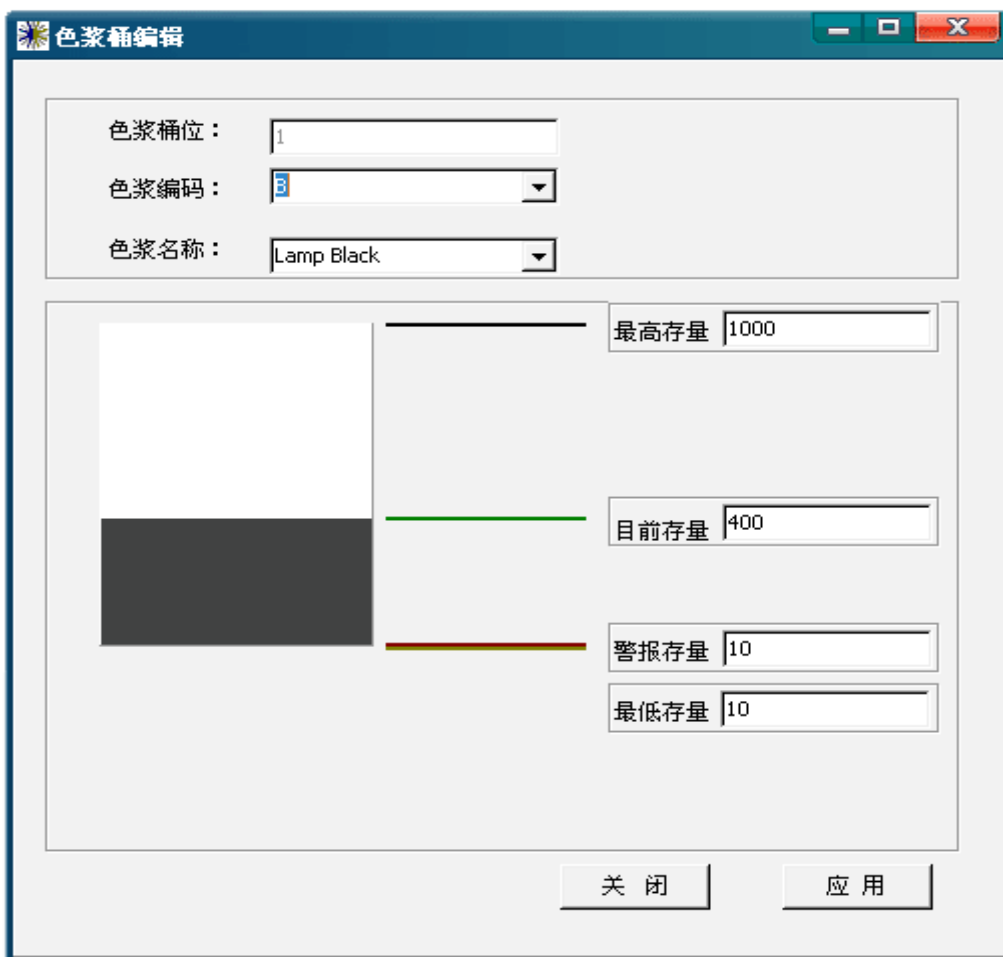 色浆桶编辑
色浆桶位： 1
色浆编码： B
色浆名称： Lamp Black
最高存量 1000
目前存量 400
警报存量 10
最低存量 10
关 闭 应 用